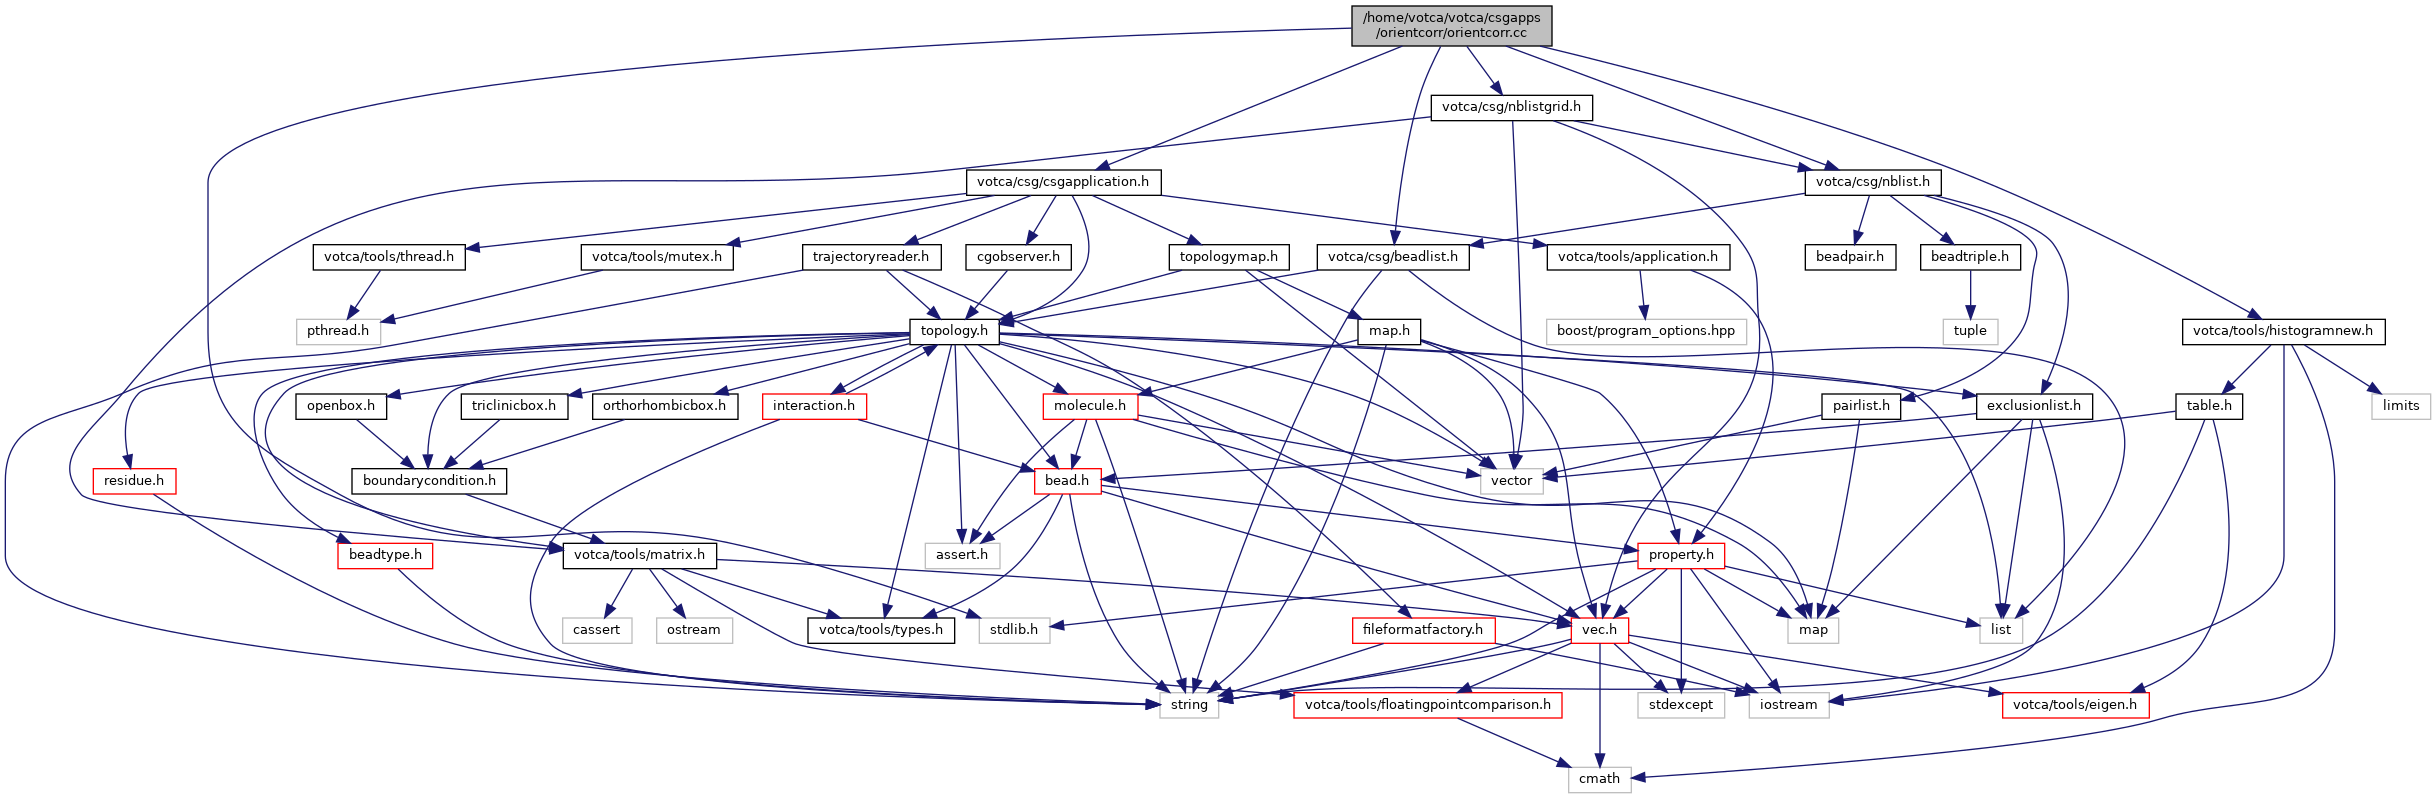 /home/votca/votca/csgapps
/orientcorr/orientcorr.cc
votca/csg/nblistgrid.h
votca/csg/csgapplication.h
votca/csg/nblist.h
votca/tools/thread.h
votca/tools/mutex.h
trajectoryreader.h
cgobserver.h
topologymap.h
votca/csg/beadlist.h
votca/tools/application.h
beadpair.h
beadtriple.h
pthread.h
topology.h
map.h
boost/program_options.hpp
tuple
votca/tools/histogramnew.h
openbox.h
triclinicbox.h
orthorhombicbox.h
interaction.h
molecule.h
pairlist.h
exclusionlist.h
table.h
limits
residue.h
boundarycondition.h
bead.h
vector
beadtype.h
votca/tools/matrix.h
assert.h
property.h
cassert
ostream
votca/tools/types.h
stdlib.h
fileformatfactory.h
vec.h
map
list
string
votca/tools/floatingpointcomparison.h
stdexcept
iostream
votca/tools/eigen.h
cmath